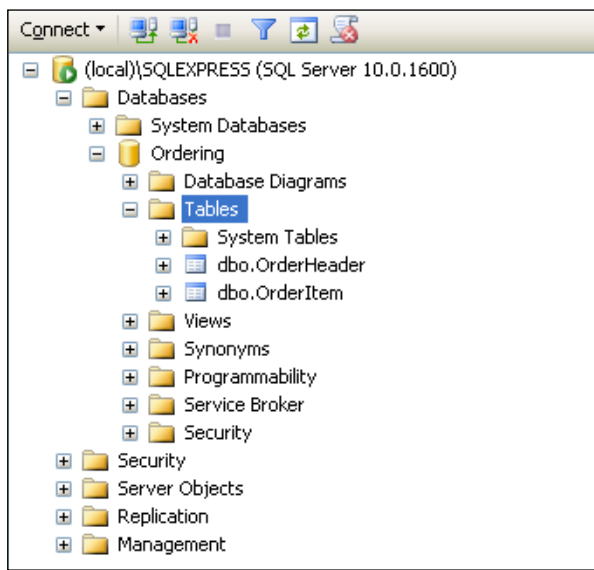 Connect
(local)\SQLEXPRESS (SQL Server 10.0.1600)
Databases
System Databases
Ordering
Database Diagrams
Tables
System Tables
dbo.OrderHeader
dbo.OrderItem
Views
Synonyms
Programmability
Service Broker
Security
Security
Server Objects
Replication
Management